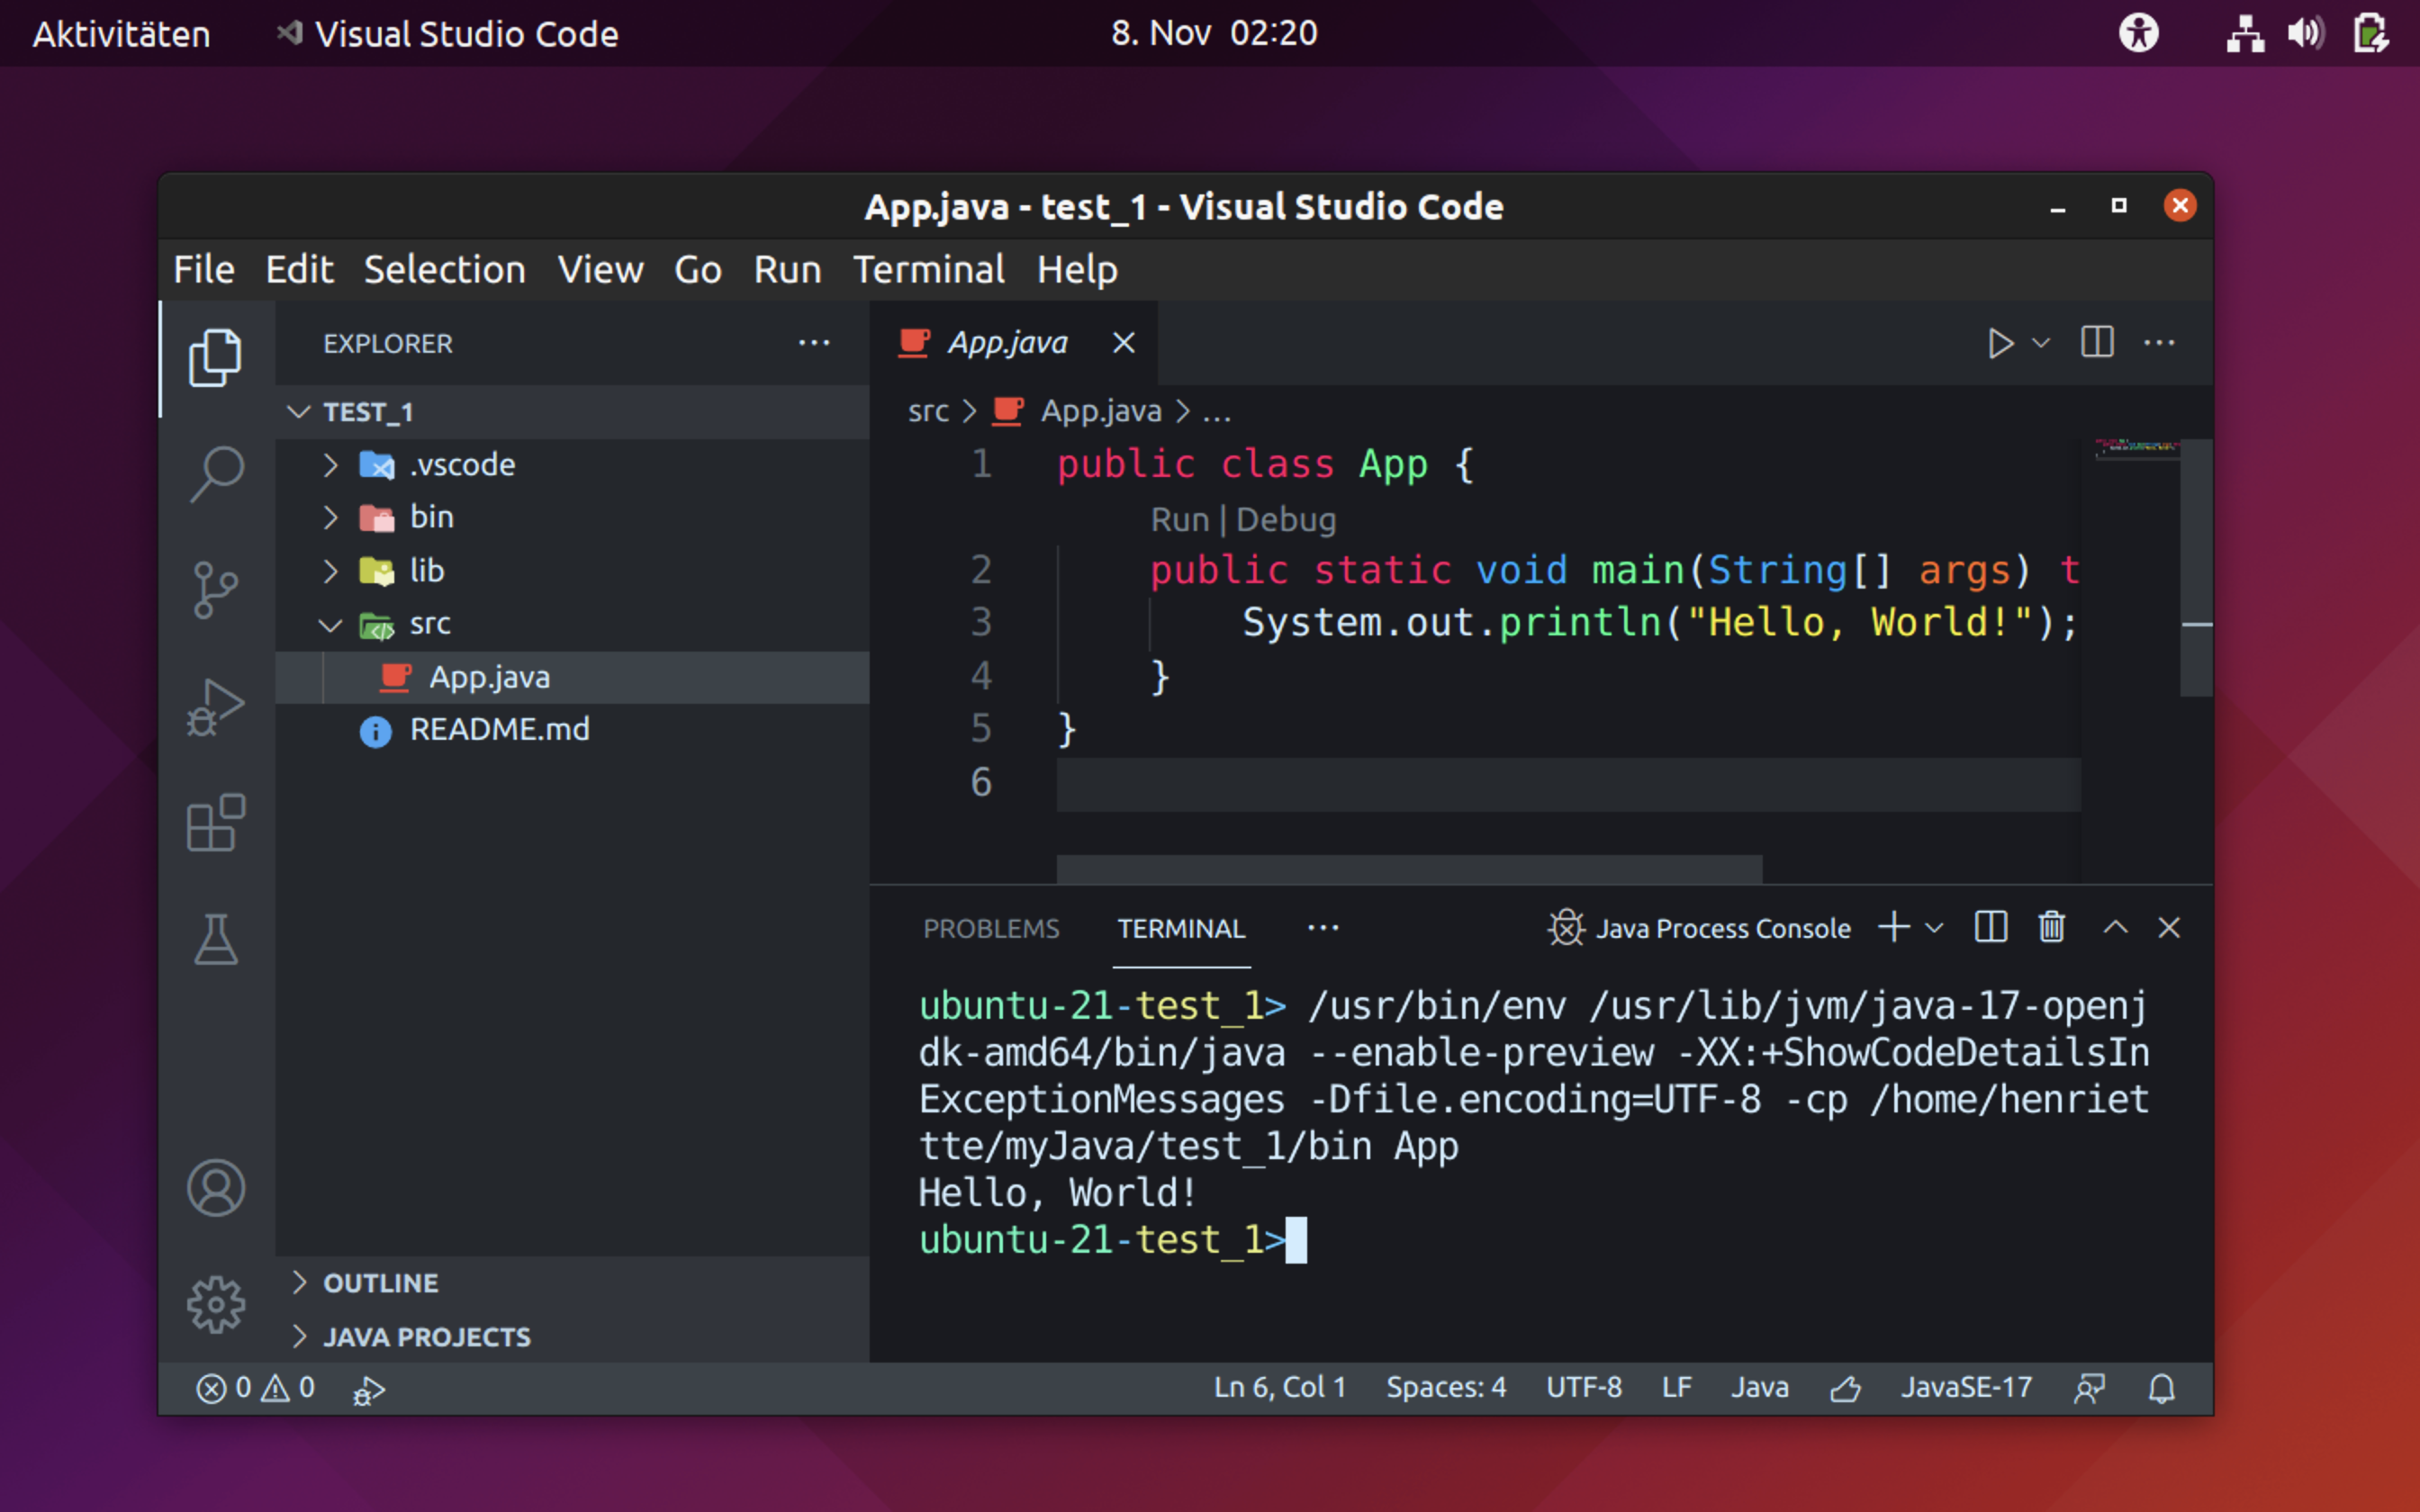 Aktivitäten Visual Studio Code 8. Nov 02:20
App.java - test_1 - Visual Studio Code
File Edit Selection View Go Run Terminal Help
EXPLORER
TEST_1
.vscode
bin
lib
src
App.java
README.md
OUTLINE
JAVA PROJECTS
App.java
src > App.java > ...
1 public class App {
Run | Debug
2 public static void main(String[] args) t
3 System.out.println("Hello, World!");
4 }
5 }
6
PROBLEMS TERMINAL Java Process Console
ubuntu-21-test_1> /usr/bin/env /usr/lib/jvm/java-17-openj
dk-amd64/bin/java --enable-preview -XX:+ShowCodeDetailsIn
ExceptionMessages -Dfile.encoding=UTF-8 -cp /home/henriet
tte/myJava/test_1/bin App
Hello, World!
ubuntu-21-test_1>
0 0 Ln 6, Col 1 Spaces: 4 UTF-8 LF Java JavaSE-17